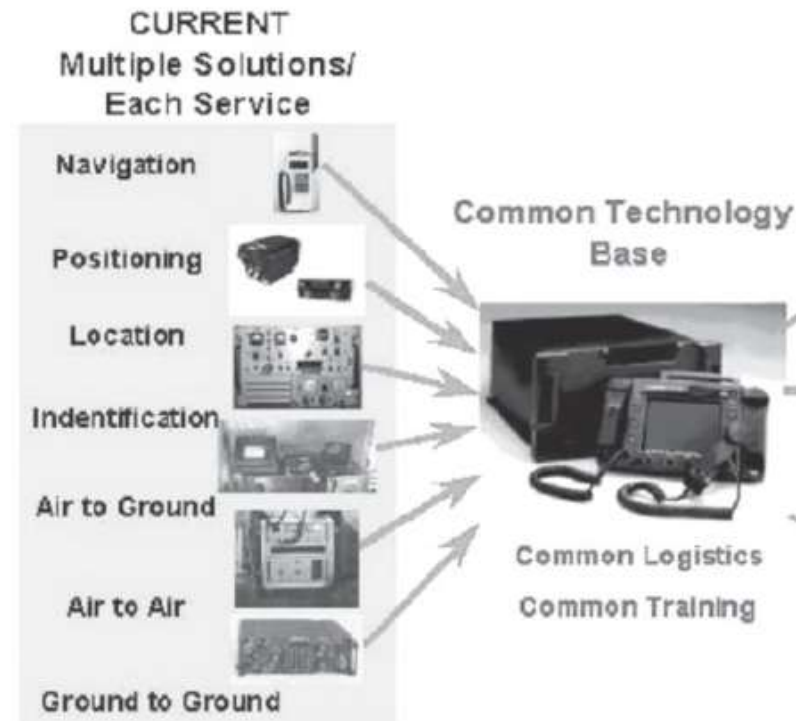 CURRENT
Multiple Solutions/
Each Service
Navigation
Positioning
Location
Indentification
Air to Ground
Air to Air
Ground to Ground
Common Technology
Base
Common Logistics
Common Training